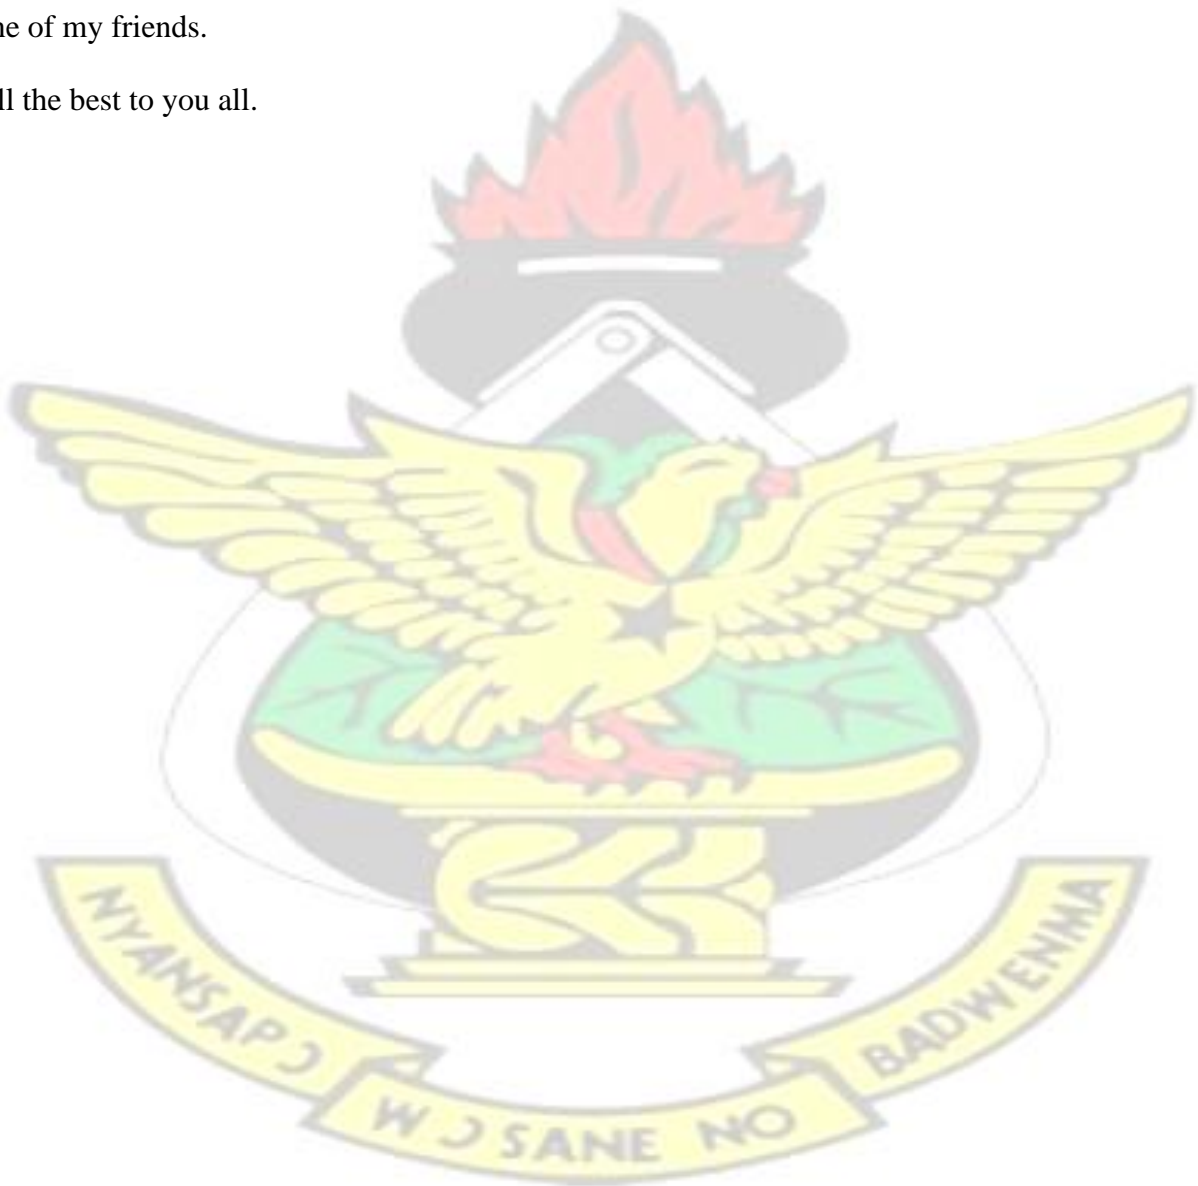 ne of my friends.
ll the best to you all.
NYANSAPƆ
WƆSANE NO
BADWENMA